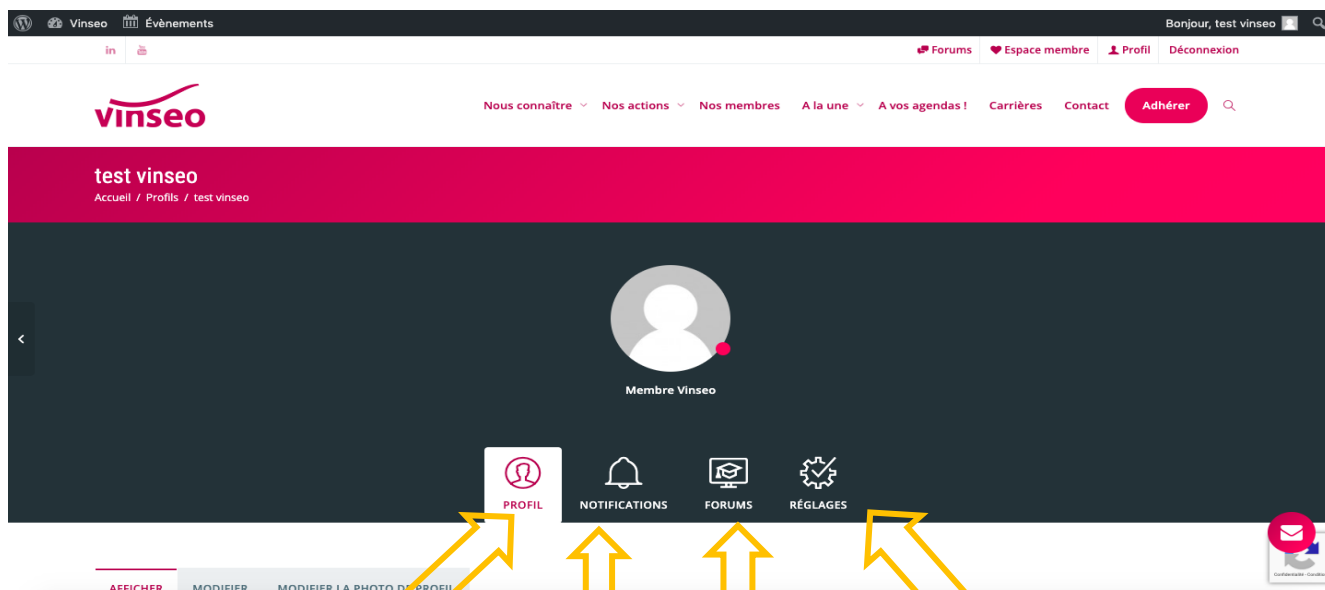 Vinseo Évènements Bonjour, test vinseo
in Forums Espace membre Profil Déconnexion
vinseo
Nous connaître Nos actions Nos membres A la une A vos agendas ! Carrières Contact Adhérer
test vinseo
Accueil / Profils / test vinseo
Membre Vinseo
PROFIL NOTIFICATIONS FORUMS RÉGLAGES
AFFICHER MODIFIER MODIFIER LA PHOTO DE PROFIL